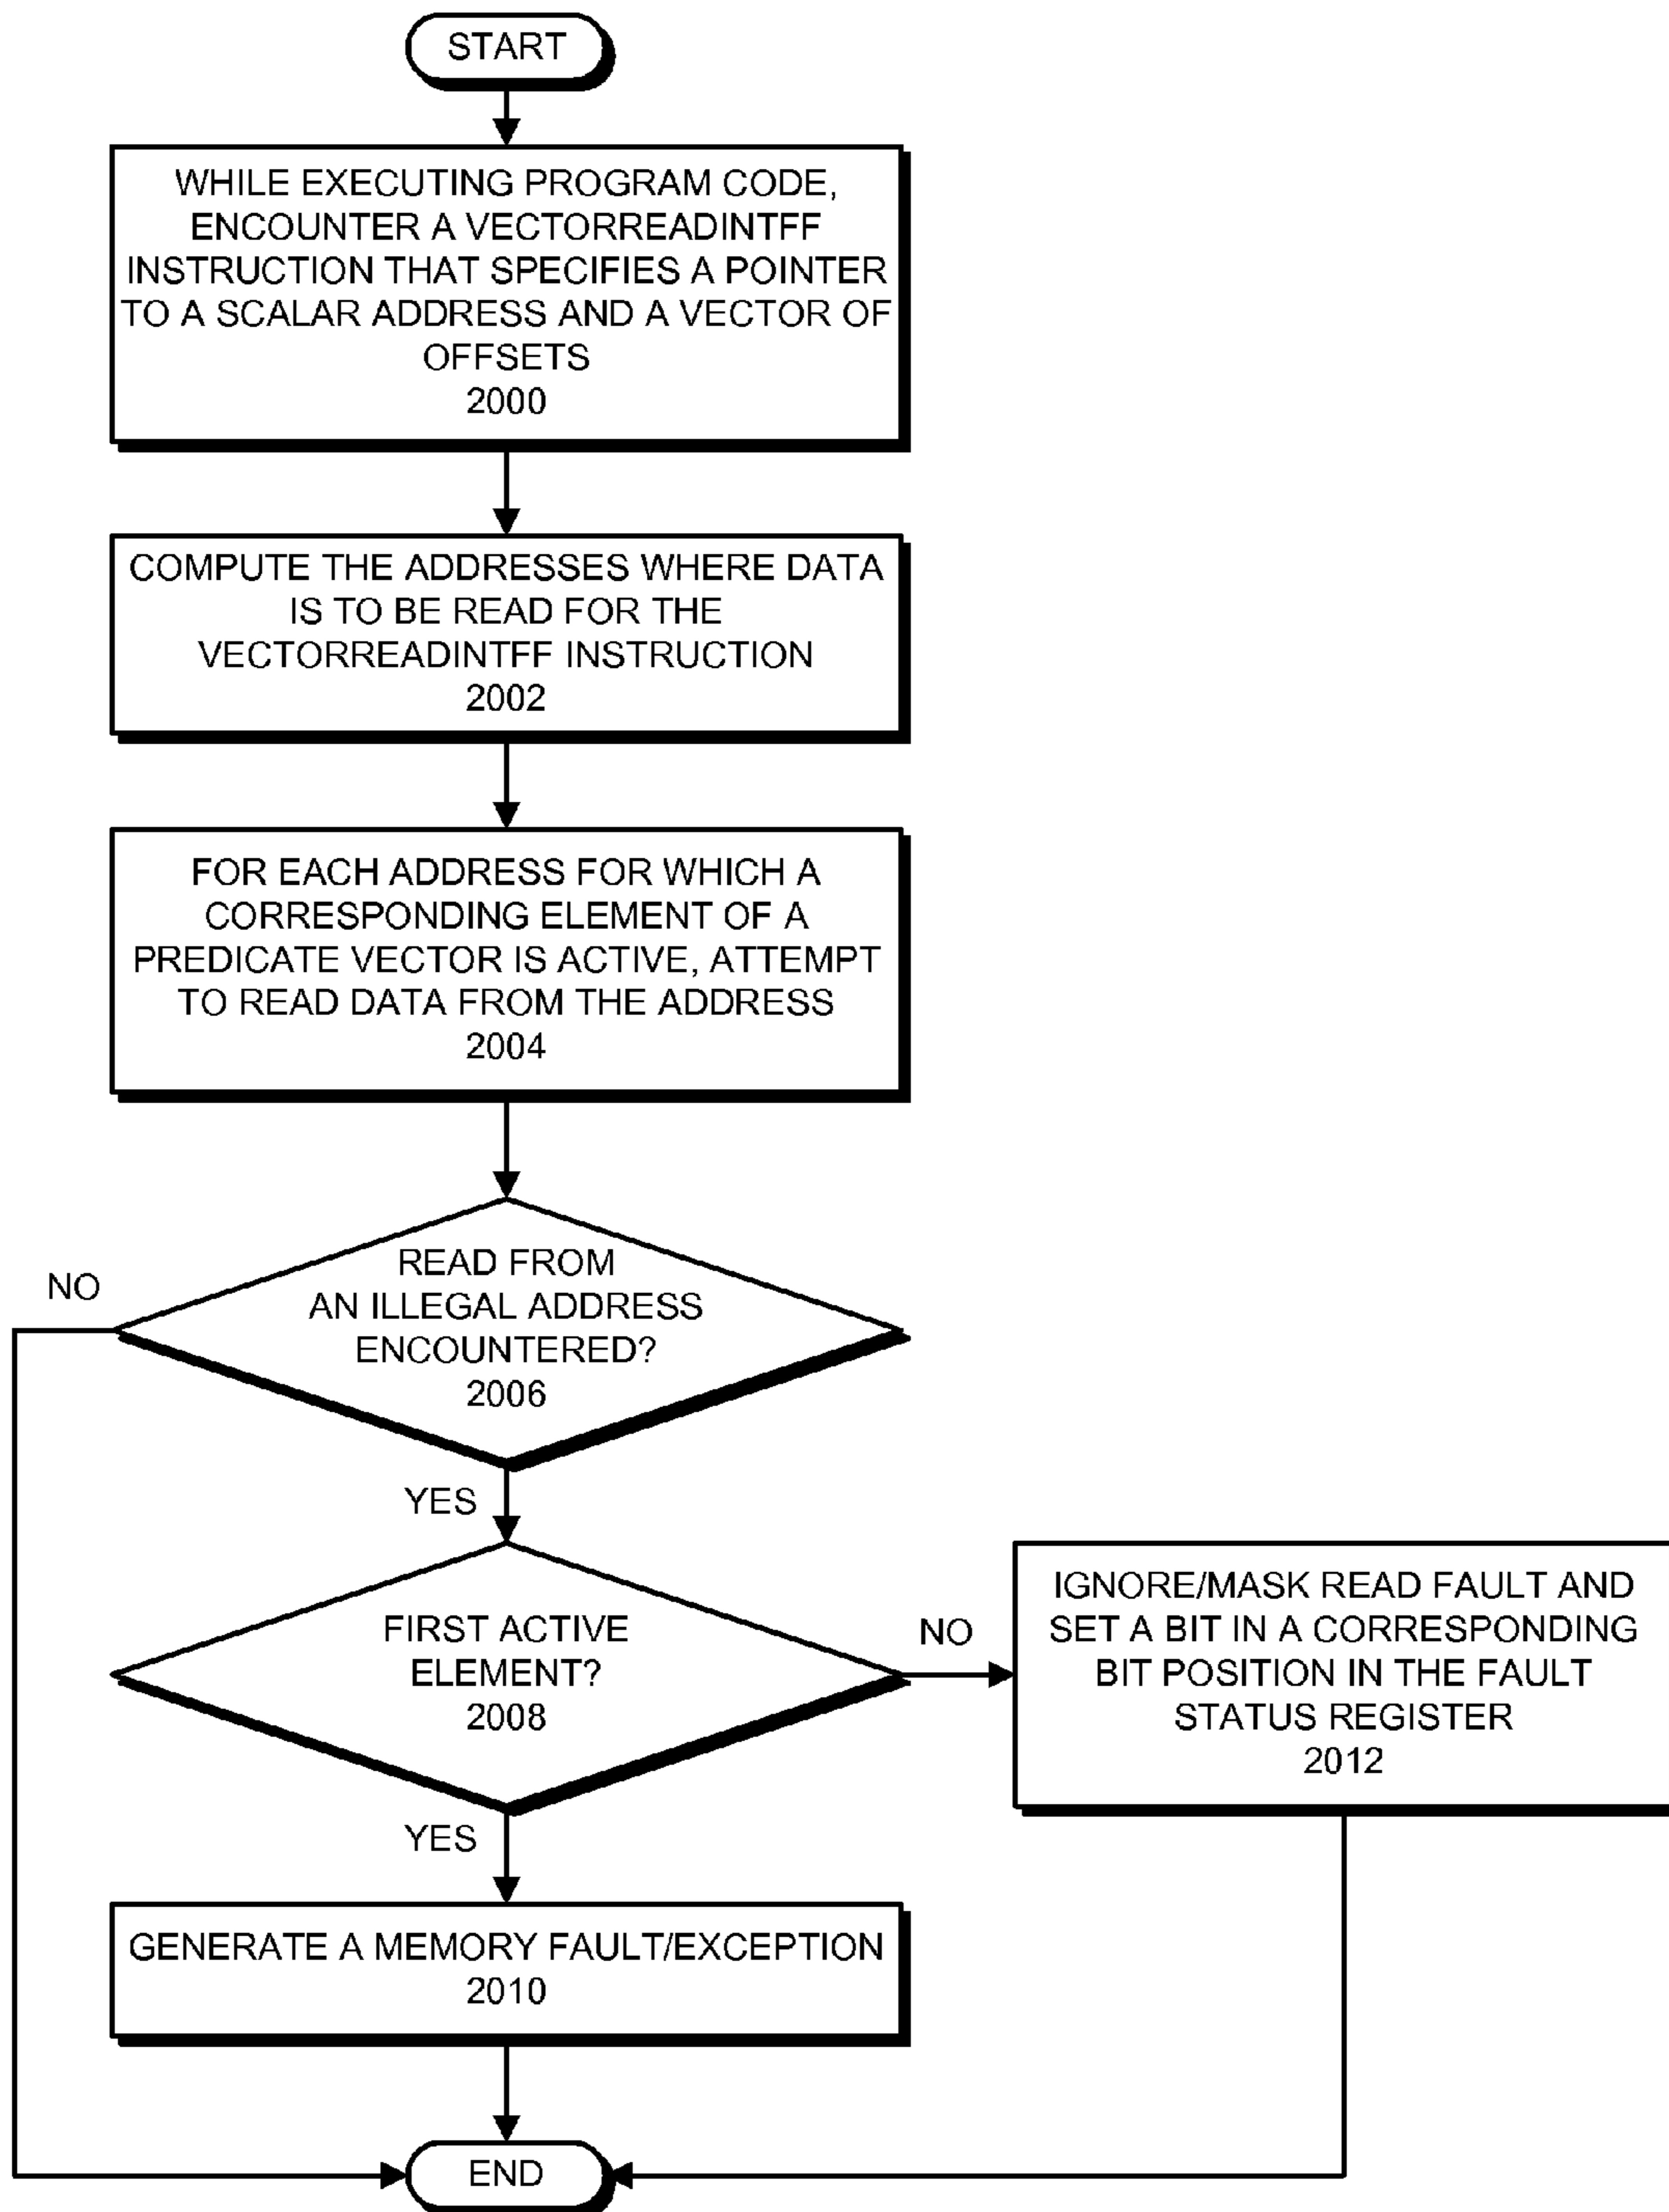 START
WHILE EXECUTING PROGRAM CODE,
ENCOUNTER A VECTORREADINTFF
INSTRUCTION THAT SPECIFIES A POINTER
TO A SCALAR ADDRESS AND A VECTOR OF
OFFSETS
2000
COMPUTE THE ADDRESSES WHERE DATA
IS TO BE READ FOR THE
VECTORREADINTFF INSTRUCTION
2002
FOR EACH ADDRESS FOR WHICH A
CORRESPONDING ELEMENT OF A
PREDICATE VECTOR IS ACTIVE, ATTEMPT
TO READ DATA FROM THE ADDRESS
2004
READ FROM
AN ILLEGAL ADDRESS
ENCOUNTERED?
2006
NO
YES
FIRST ACTIVE
ELEMENT?
2008
NO
IGNORE/MASK READ FAULT AND
SET A BIT IN A CORRESPONDING
BIT POSITION IN THE FAULT
STATUS REGISTER
2012
YES
GENERATE A MEMORY FAULT/EXCEPTION
2010
END